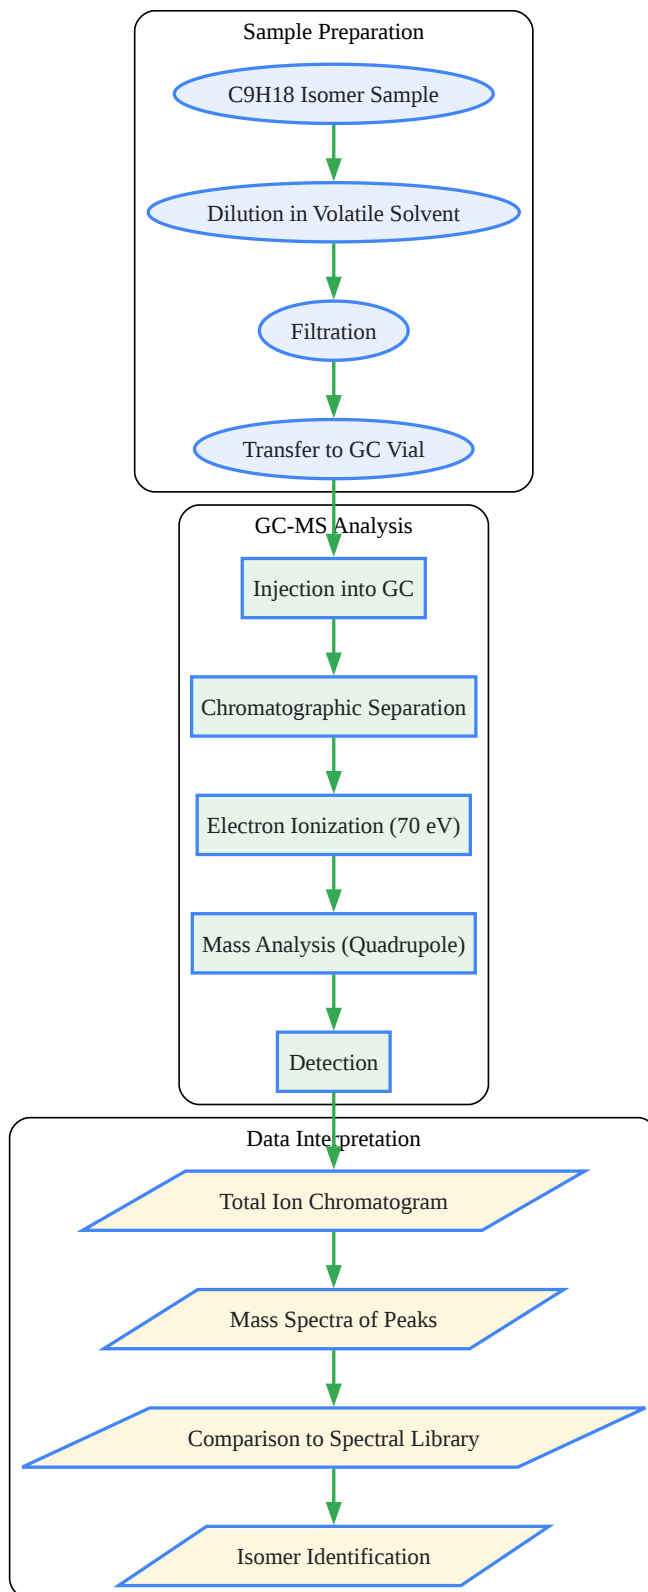 Sample Preparation
C9H18 Isomer Sample
Dilution in Volatile Solvent
Filtration
Transfer to GC Vial
GC-MS Analysis
Injection into GC
Chromatographic Separation
Electron Ionization (70 eV)
Mass Analysis (Quadrupole)
Detection
Data Interpretation
Total Ion Chromatogram
Mass Spectra of Peaks
Comparison to Spectral Library
Isomer Identification